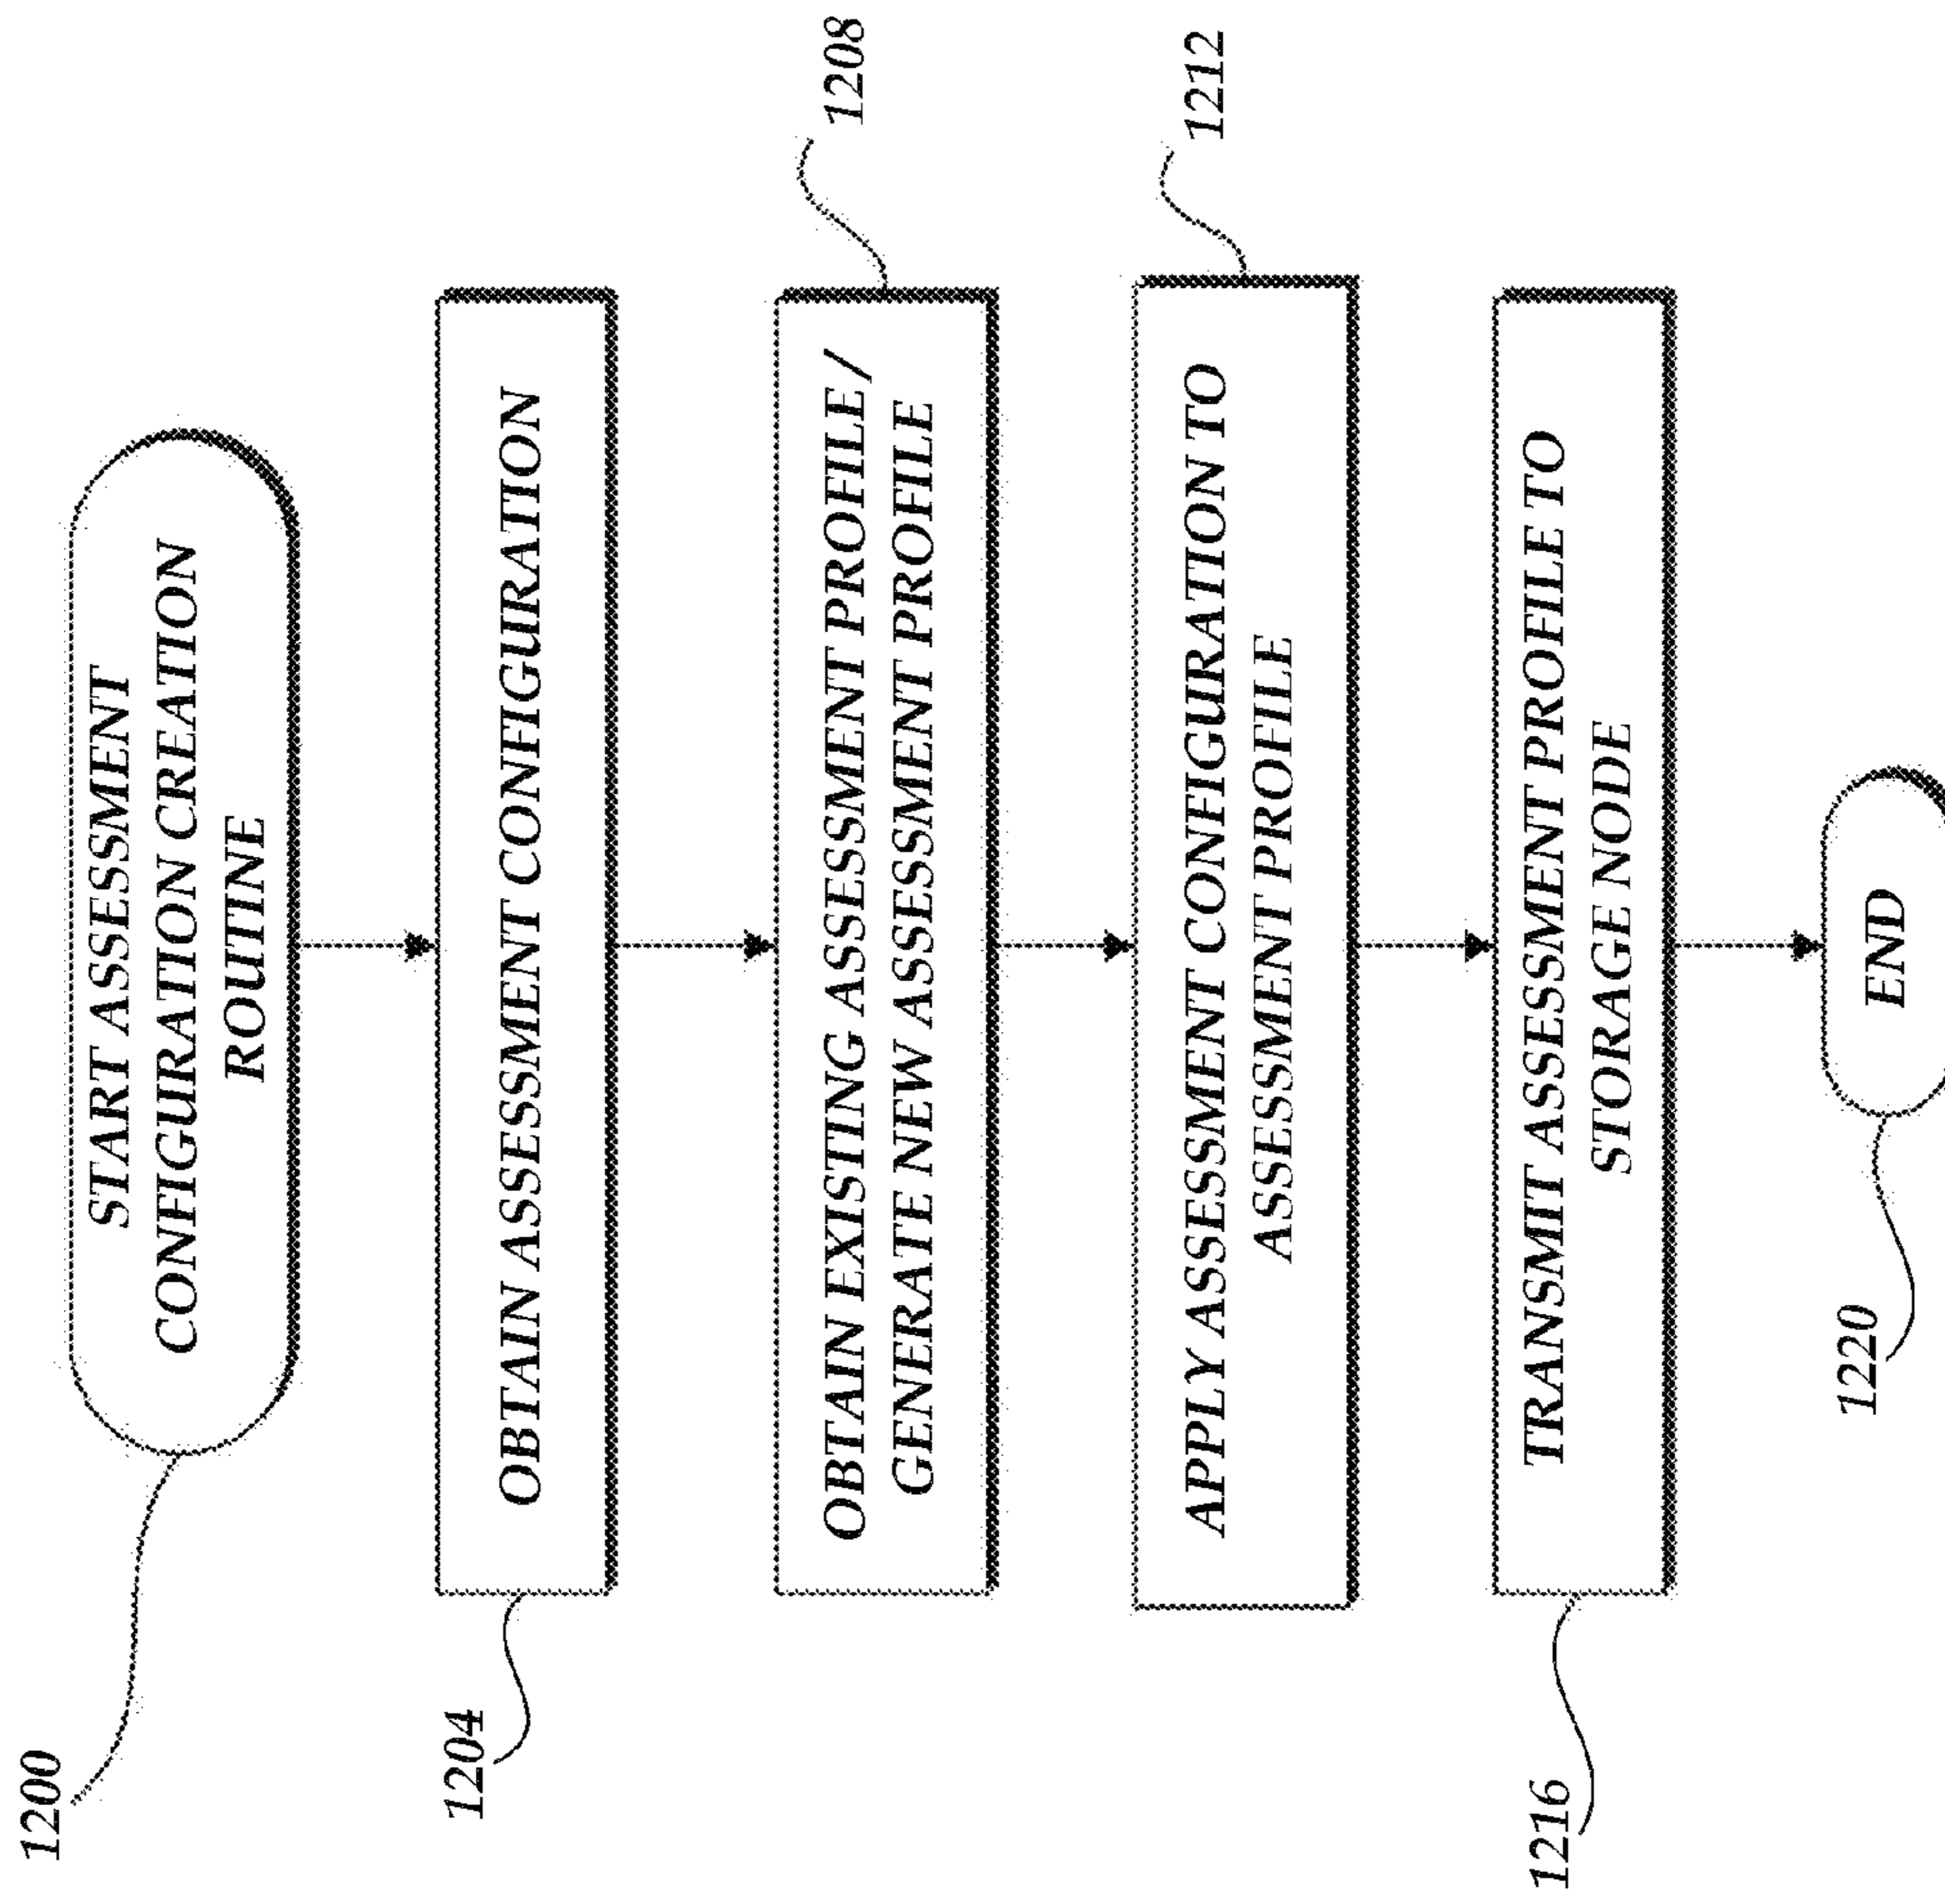 1200
START ASSESSMENT
CONFIGURATION CREATION
ROUTINE
1204
OBTAIN ASSESSMENT CONFIGURATION
1208
OBTAIN EXISTING ASSESSMENT PROFILE /
GENERATE NEW ASSESSMENT PROFILE
1212
APPLY ASSESSMENT CONFIGURATION TO
ASSESSMENT PROFILE
1216
TRANSMIT ASSESSMENT PROFILE TO
STORAGE NODE
1220
END